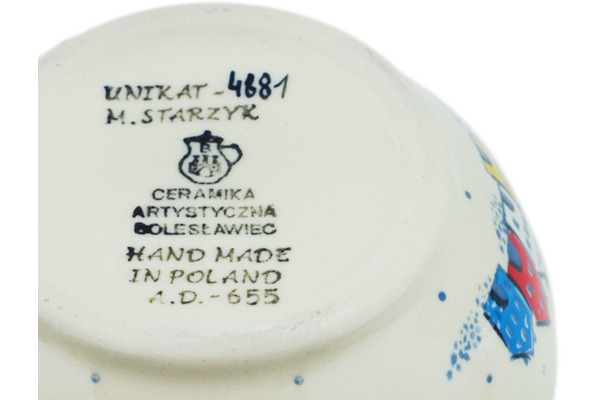 UNIKAT - 4881
M. STARZYK
CERAMIKA
ARTYSTYCZNA
BOLESŁAWIEC
HAND MADE
IN POLAND
A.D. - 655